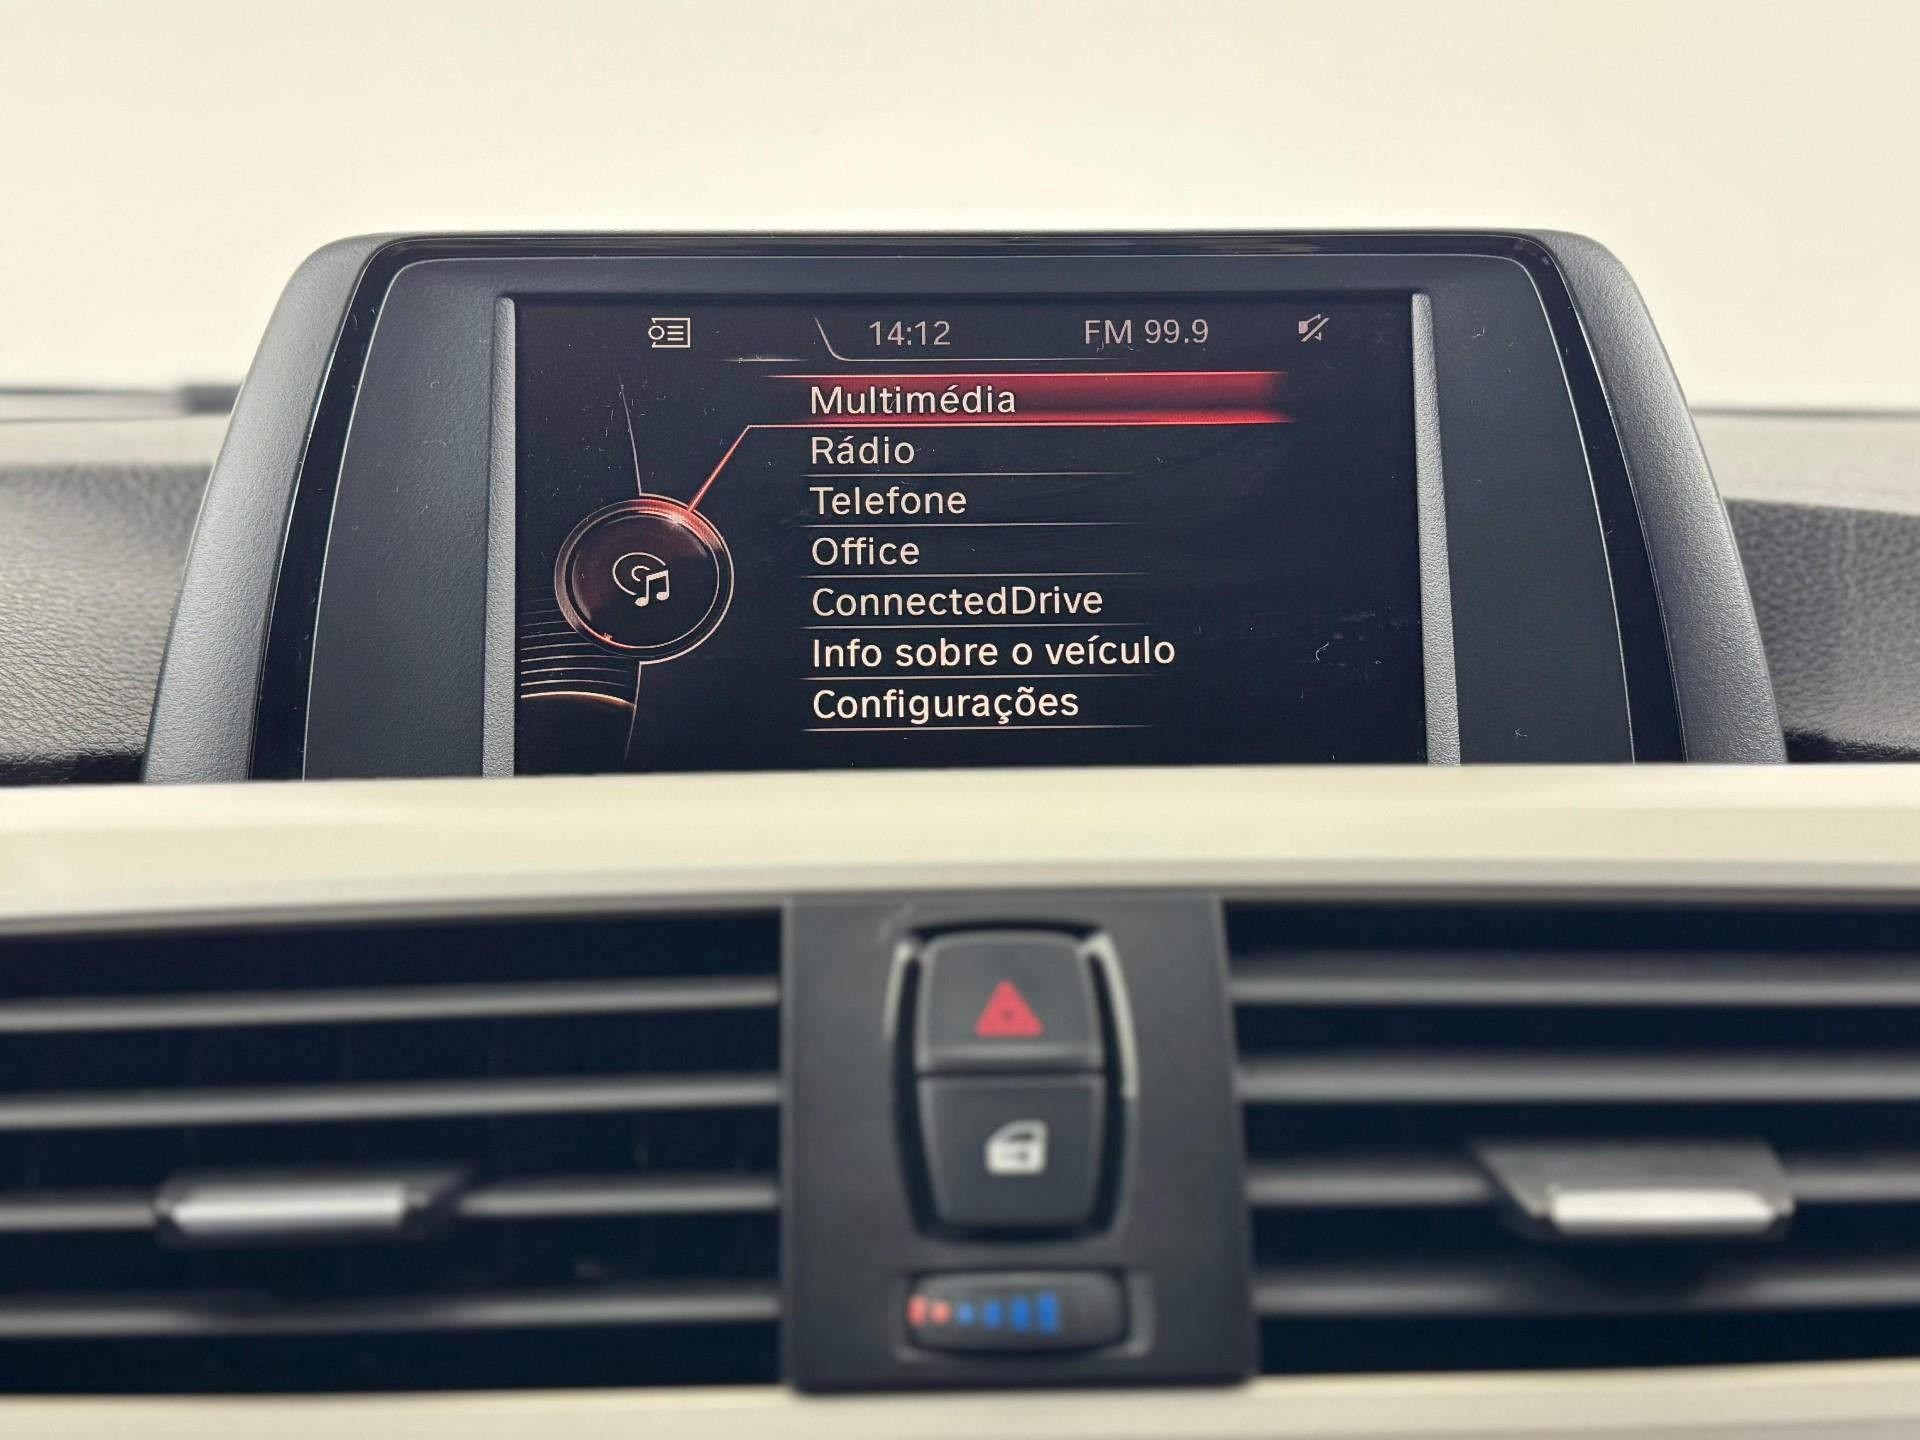 14:12 FM 99.9
Multimédia
Rádio
Telefone
Office
ConnectedDrive
Info sobre o veículo
Configurações